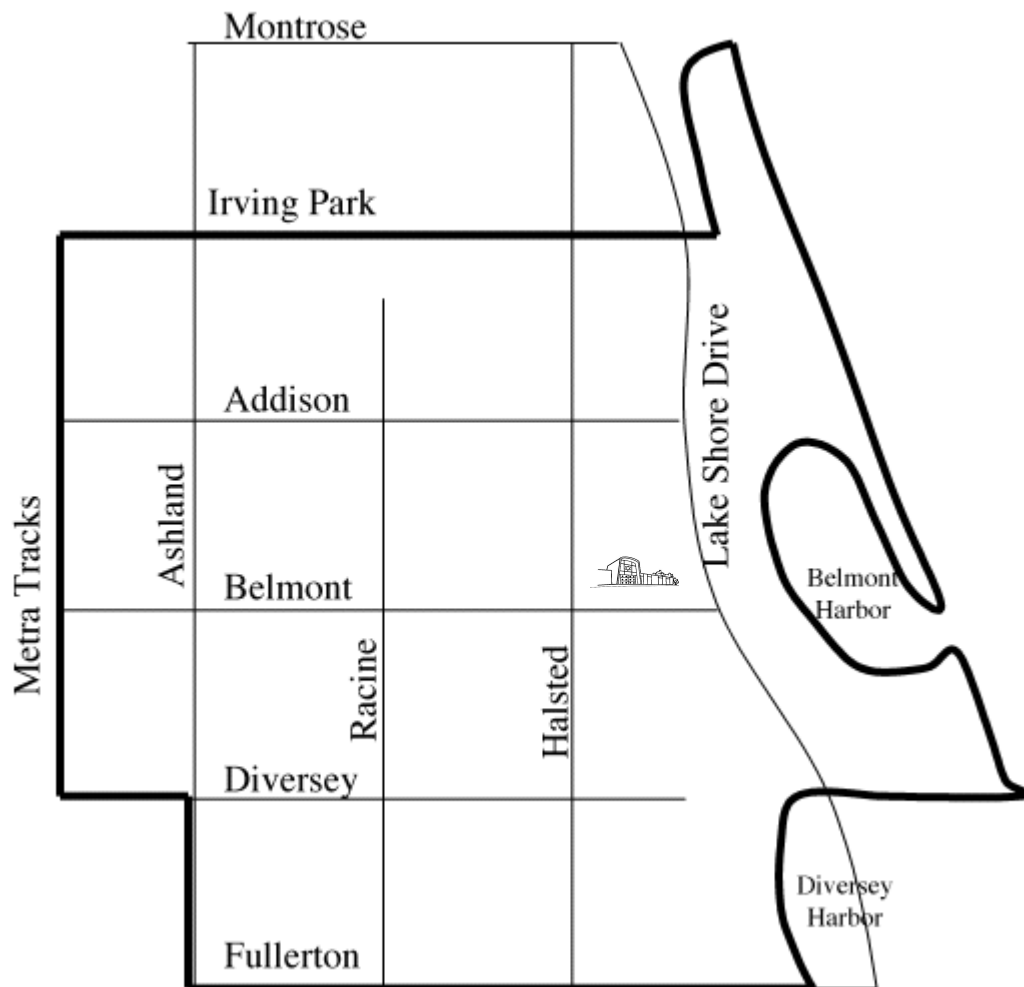 Montrose
Irving Park
Lake Shore Drive
Addison
Ashland
Metra Tracks
Belmont
Belmont
Harbor
Racine
Halsted
Diversey
Diversey
Harbor
Fullerton